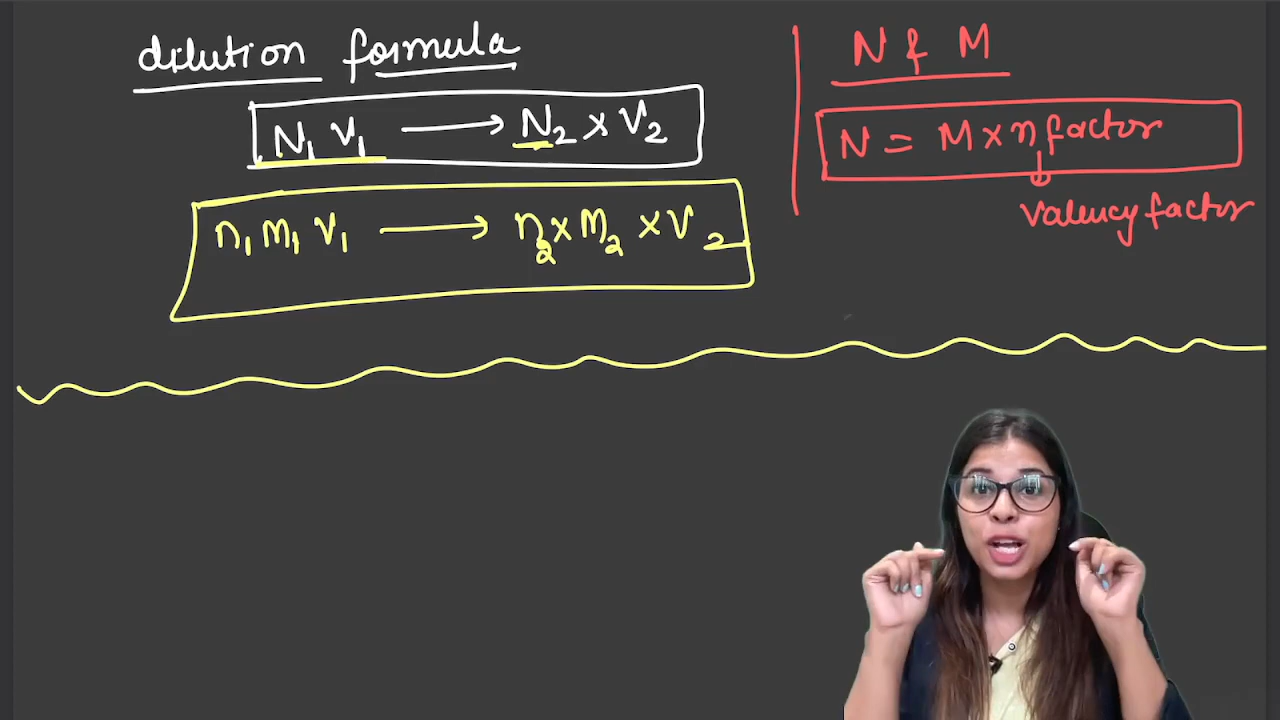 dilution formula
N₁ V₁ → N₂ × V₂
n₁ M₁ V₁ → n₂ × M₂ × V₂
N & M
N = M × n factor
↓
Valency factor